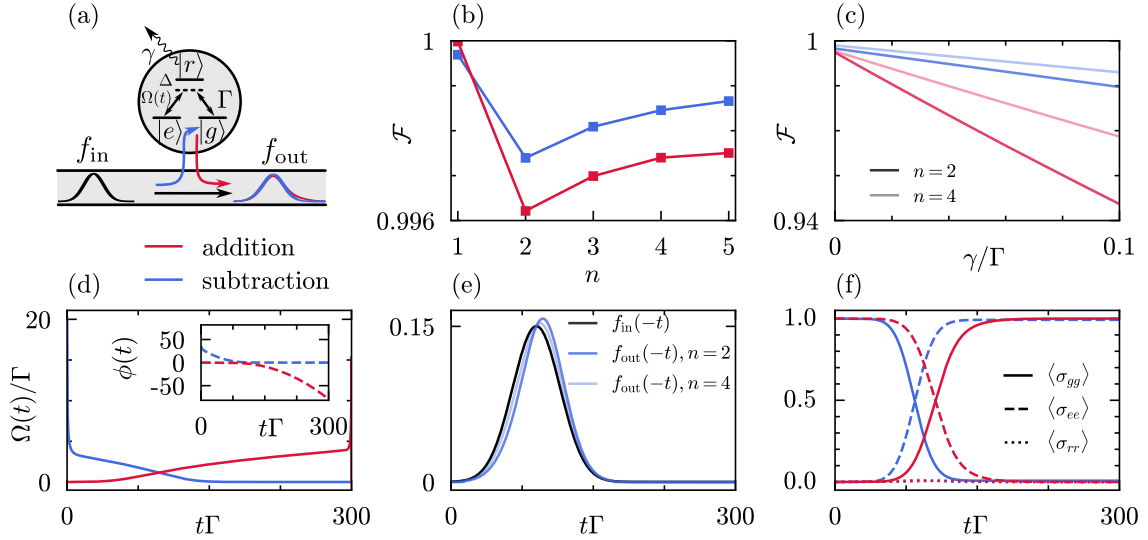 (a)
γ
|r⟩
Δ
Ω(t)
Γ
|e⟩
|g⟩
f_in
f_out
addition
subtraction
(b)
1
ℱ
0.996
1
2
3
4
5
n
(c)
1
ℱ
n = 2
n = 4
0.94
0
0.1
γ/Γ
(d)
20
Ω(t)/Γ
0
50
0
-50
ϕ(t)
0
300
tΓ
0
300
tΓ
(e)
0.15
0
f_in(−t)
f_out(−t), n = 2
f_out(−t), n = 4
0
300
tΓ
(f)
1.0
0.5
0.0
⟨σ_gg⟩
⟨σ_ee⟩
⟨σ_rr⟩
0
300
tΓ